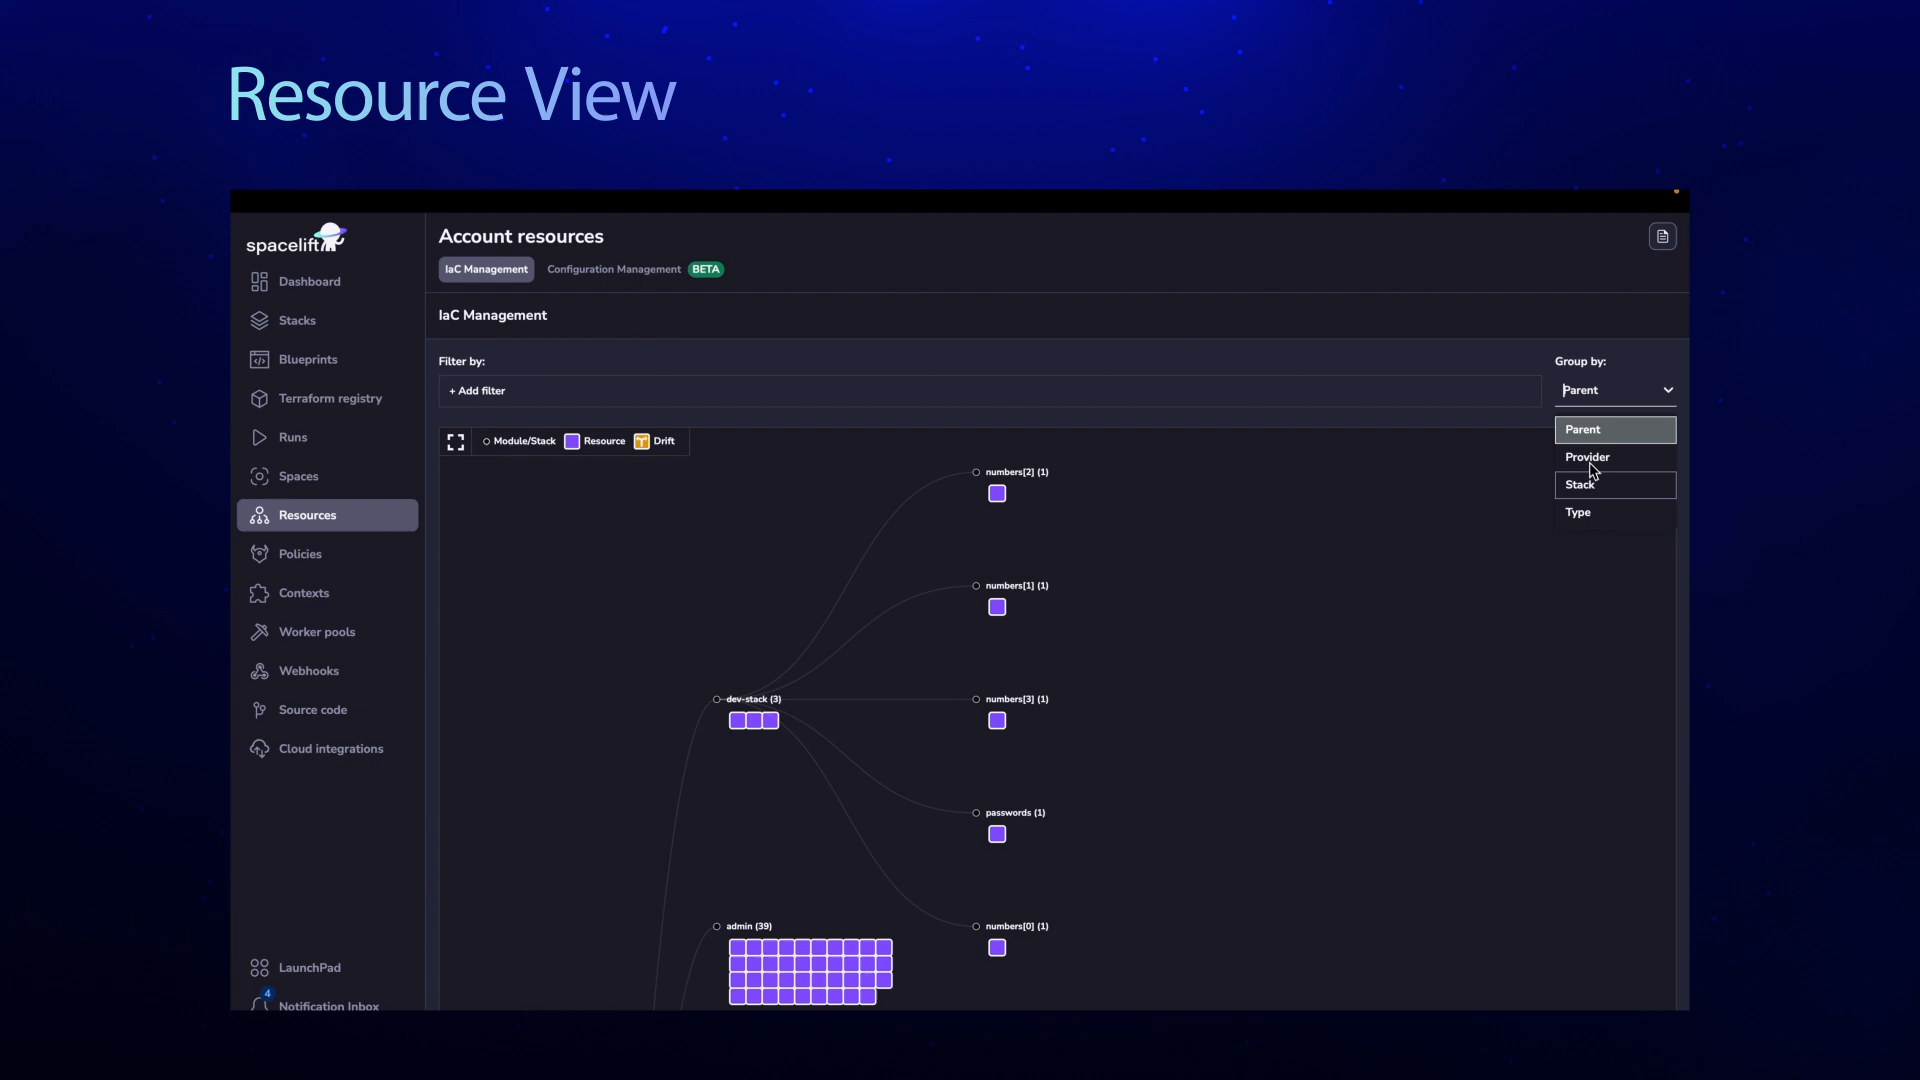 Resource View
spacelift
Dashboard
Stacks
Blueprints
Terraform registry
Runs
Spaces
Resources
Policies
Contexts
Worker pools
Webhooks
Source code
Cloud integrations
LaunchPad
4
Notification Inbox
Account resources
IaC Management
Configuration Management BETA
IaC Management
Filter by:
+ Add filter
Group by:
Parent
Parent
Provider
Stack
Type
Module/Stack Resource Drift
numbers[2] (1)
numbers[1] (1)
dev-stack (3)
numbers[3] (1)
passwords (1)
admin (39)
numbers[0] (1)